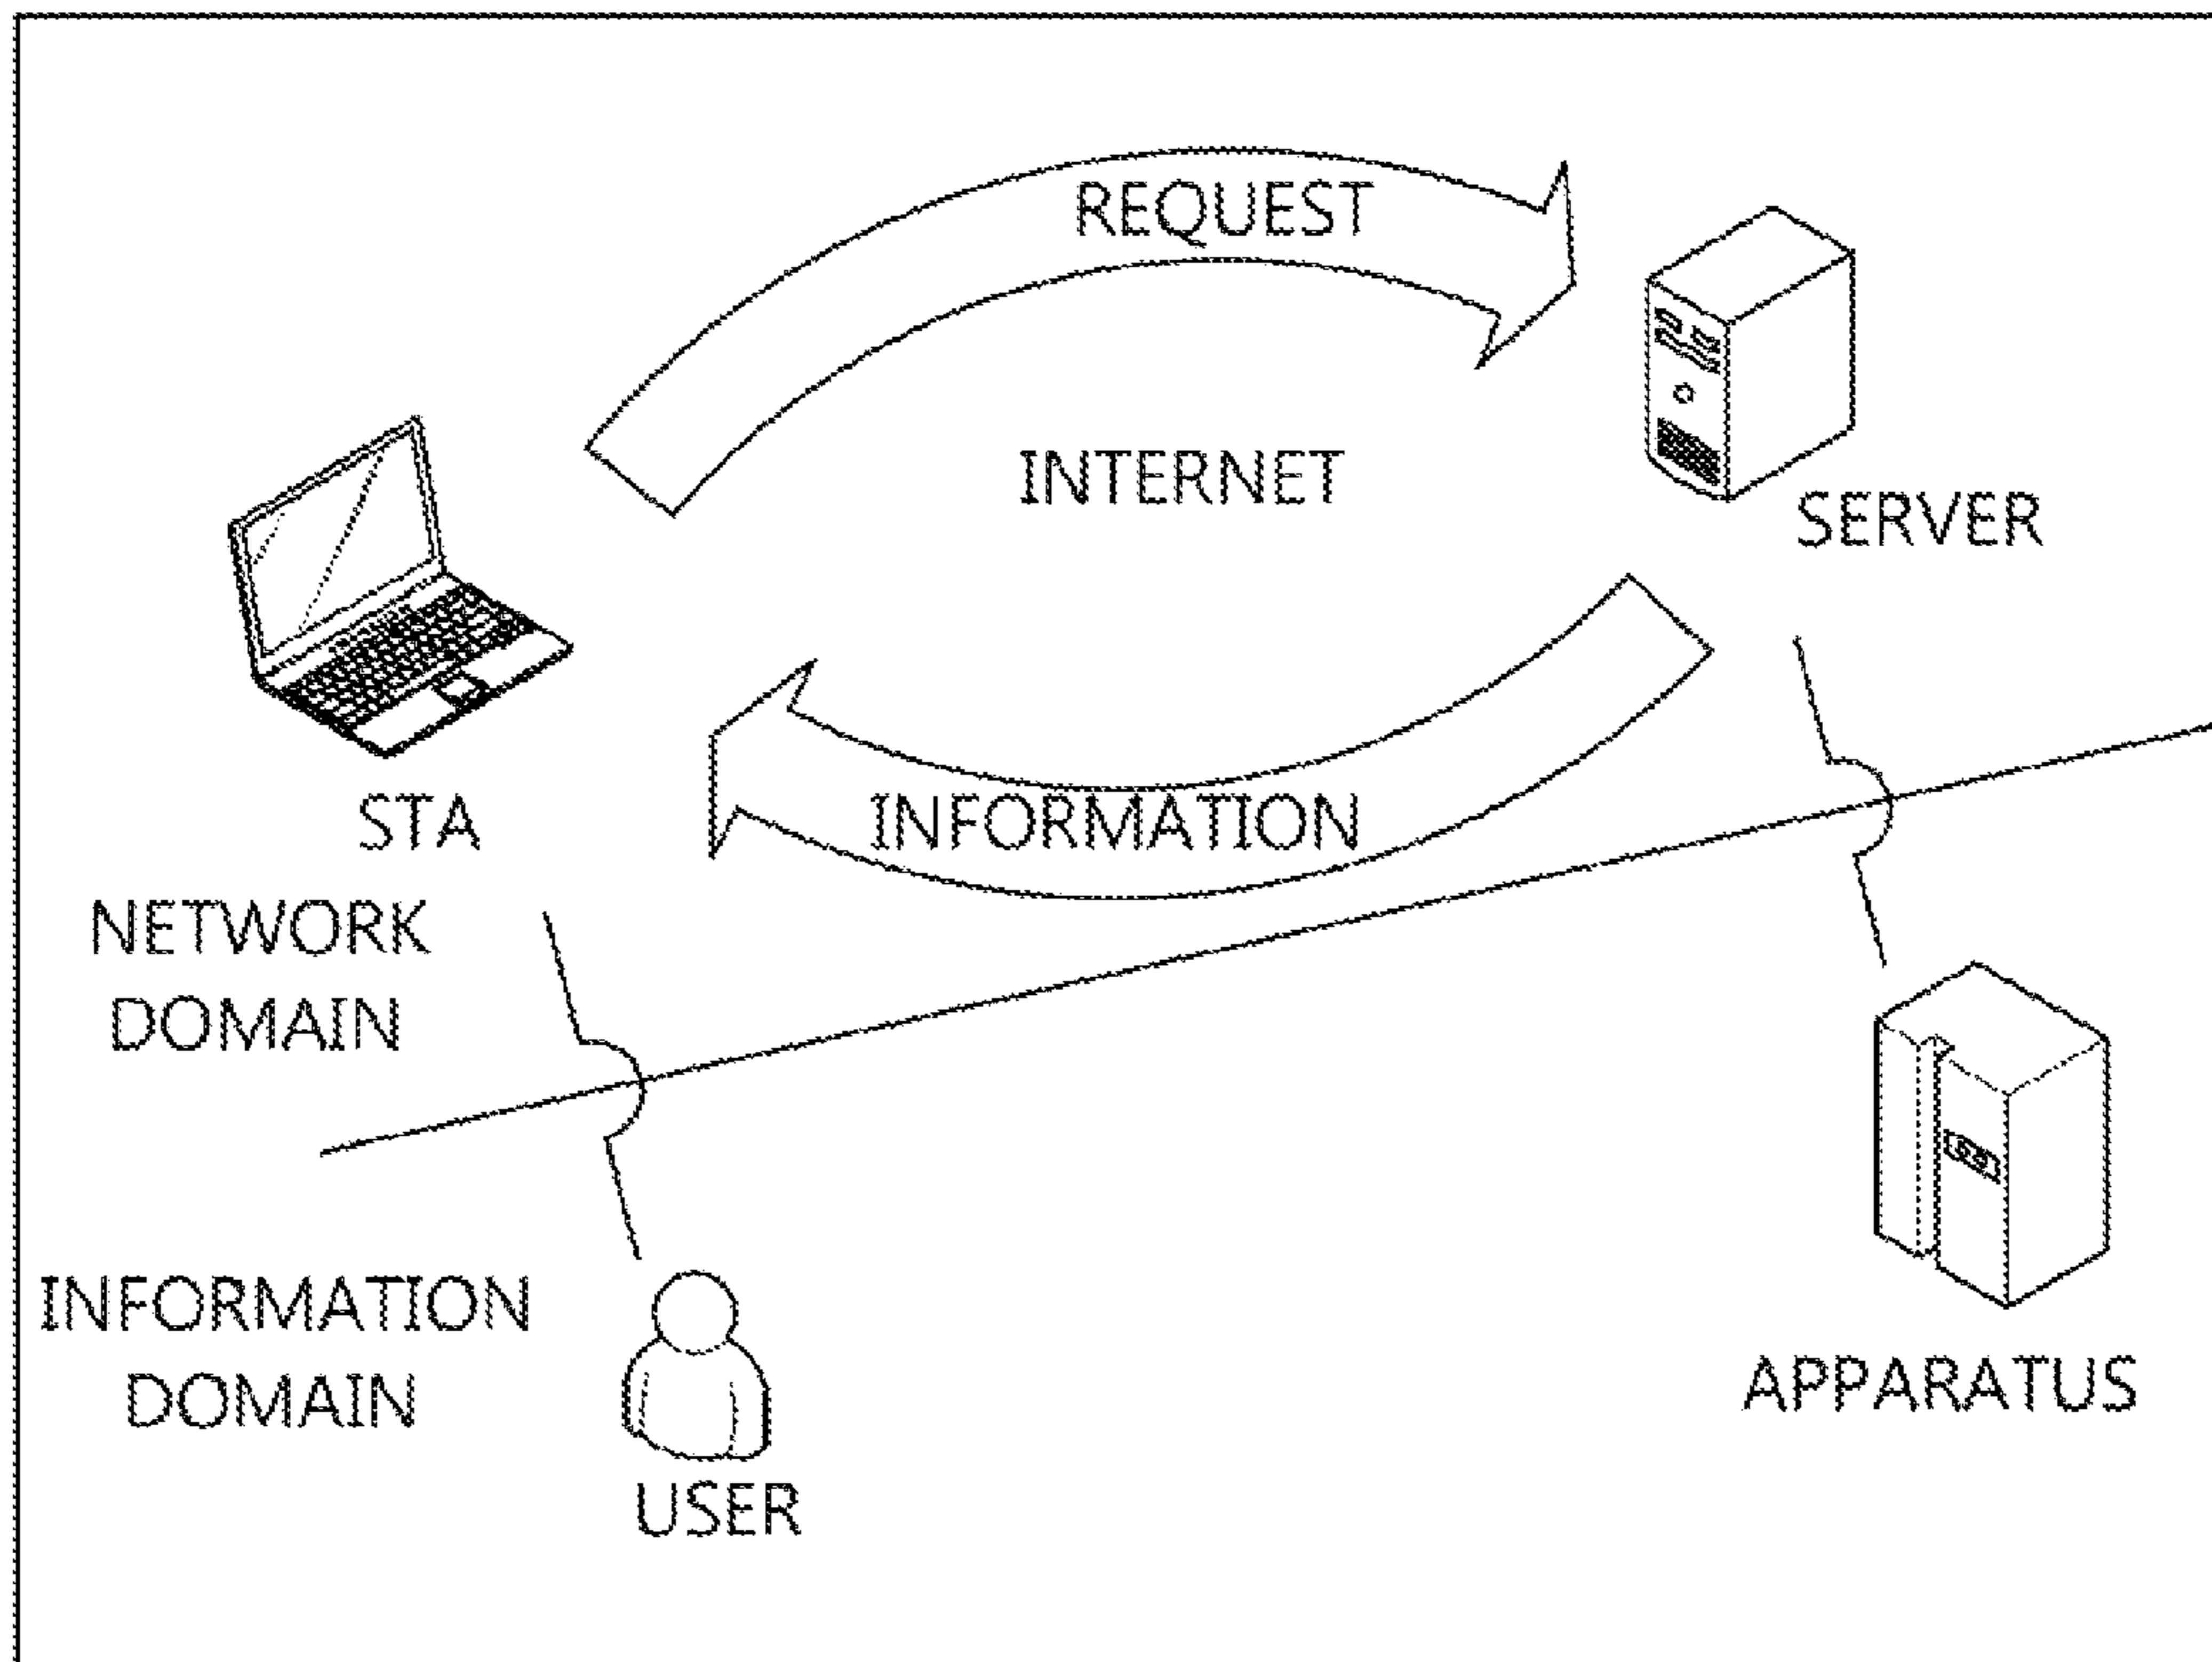 REQUEST
INTERNET
SERVER
STA
INFORMATION
NETWORK
DOMAIN
INFORMATION
DOMAIN
APPARATUS
USER